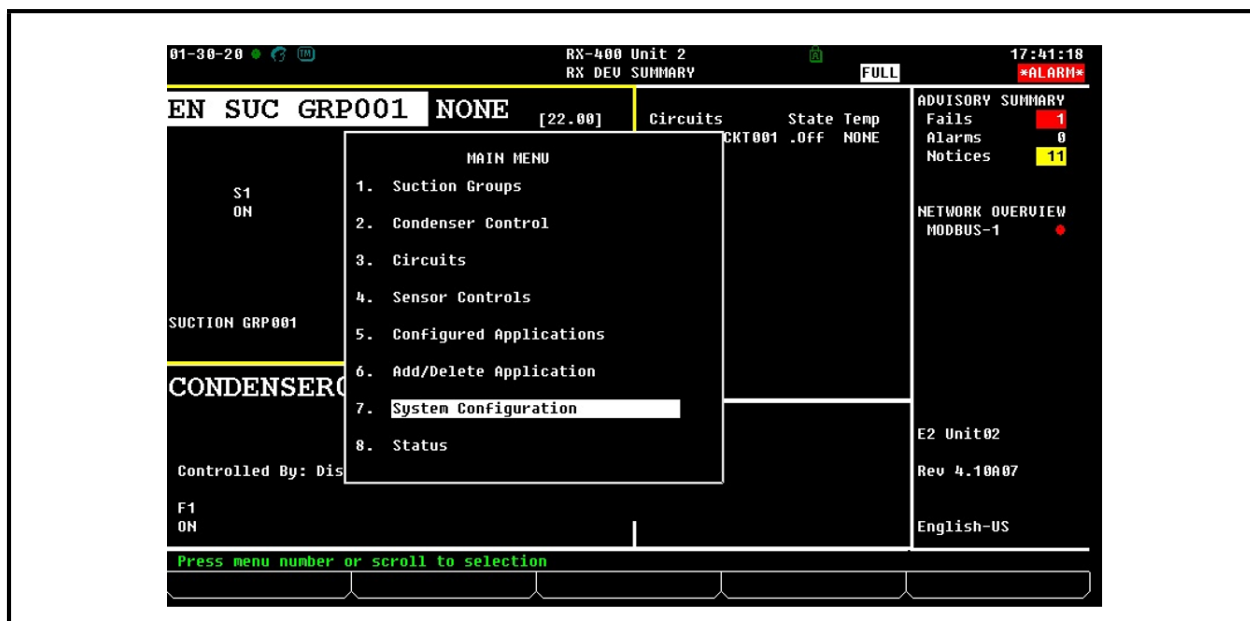 01-30-20 TM RX-400 Unit 2 A 17:41:18
RX DEV SUMMARY FULL *ALARM*
EN SUC GRP001 NONE [22.00]
Circuits State Temp
CKT001 .Off NONE
S1
ON
SUCTION GRP001
CONDENSER
Controlled By: Dis
F1
ON
MAIN MENU
1. Suction Groups
2. Condenser Control
3. Circuits
4. Sensor Controls
5. Configured Applications
6. Add/Delete Application
7. System Configuration
8. Status
ADVISORY SUMMARY
Fails 1
Alarms 0
Notices 11
NETWORK OVERVIEW
MODBUS-1
E2 Unit02
Rev 4.10A07
English-US
Press menu number or scroll to selection